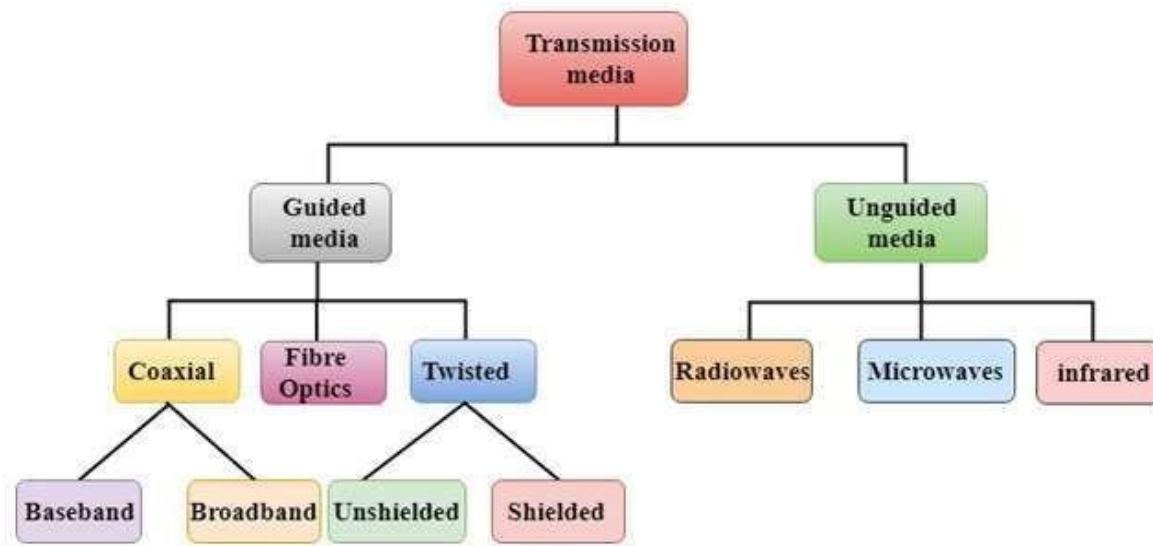 Transmission
media
Guided
media
Unguided
media
Coaxial
Fibre
Optics
Twisted
Radiowaves
Microwaves
infrared
Baseband
Broadband
Unshielded
Shielded